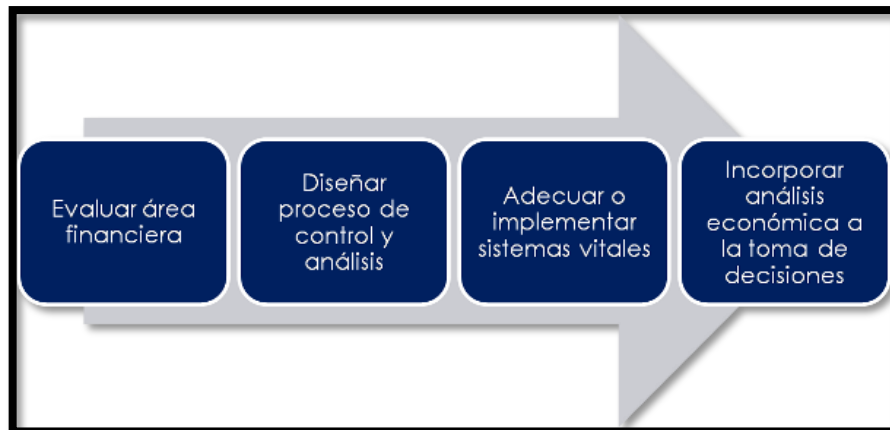 Evaluar área
financiera
Diseñar
proceso de
control y
análisis
Adecuar o
implementar
sistemas vitales
Incorporar
análisis
económica a
la toma de
decisiones